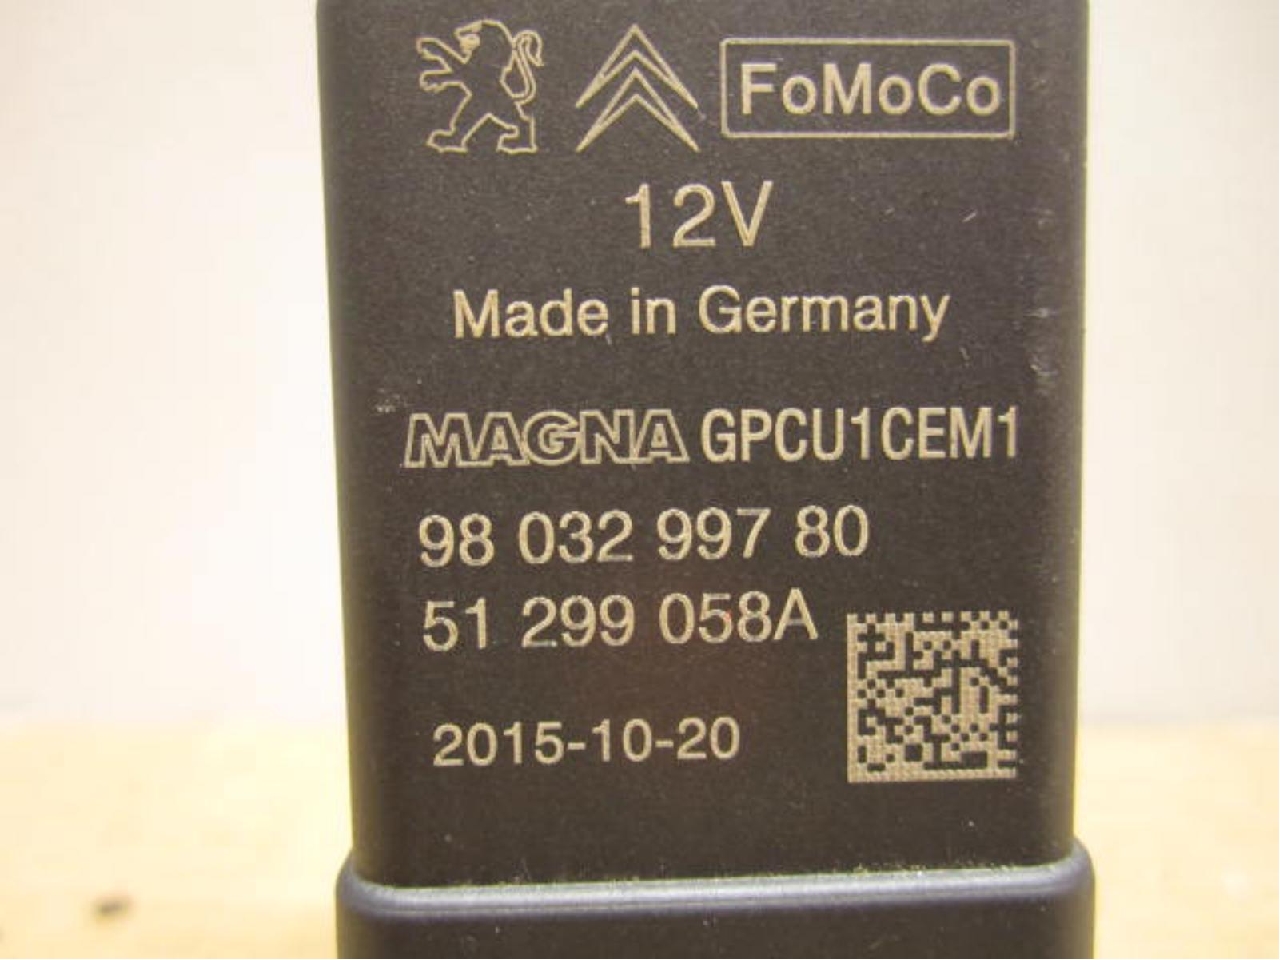 FoMoCo
12V
Made in Germany
MAGNA GPCU1CEM1
98 032 997 80
51 299 058A
2015-10-20